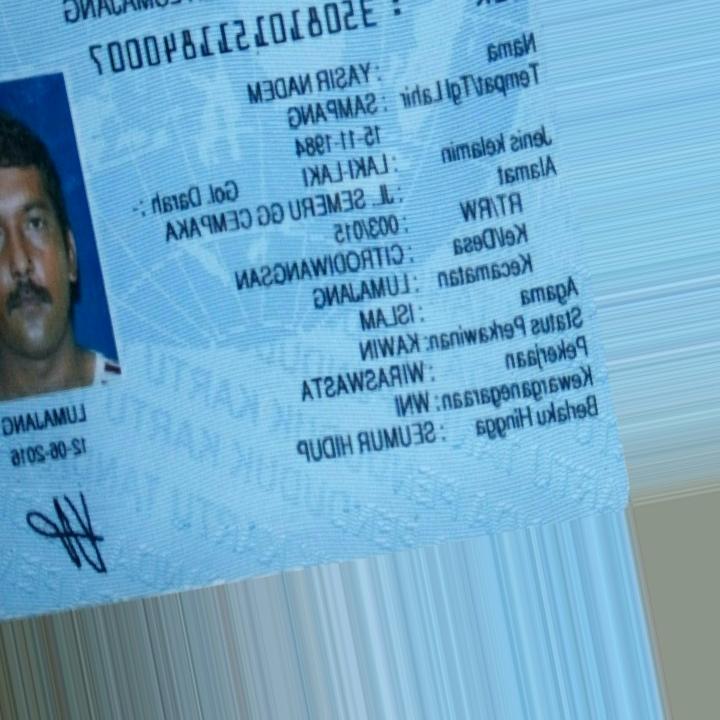 LUMAJANG
: 3508101511840007
Nama : YASIR NADEM
Tempat/Tgl Lahir : SAMPANG
15-11-1984
Jenis kelamin : LAKI-LAKI Gol. Darah : -
Alamat : JL. SEMERU GG CEMPAKA
RT/RW : 003/015
Kel/Desa : CITRODIWANGSAN
Kecamatan : LUMAJANG
Agama : ISLAM
Status Perkawinan: KAWIN
Pekerjaan : WIRASWASTA
Kewarganegaraan: WNI
Berlaku Hingga : SEUMUR HIDUP
LUMAJANG
12-06-2016